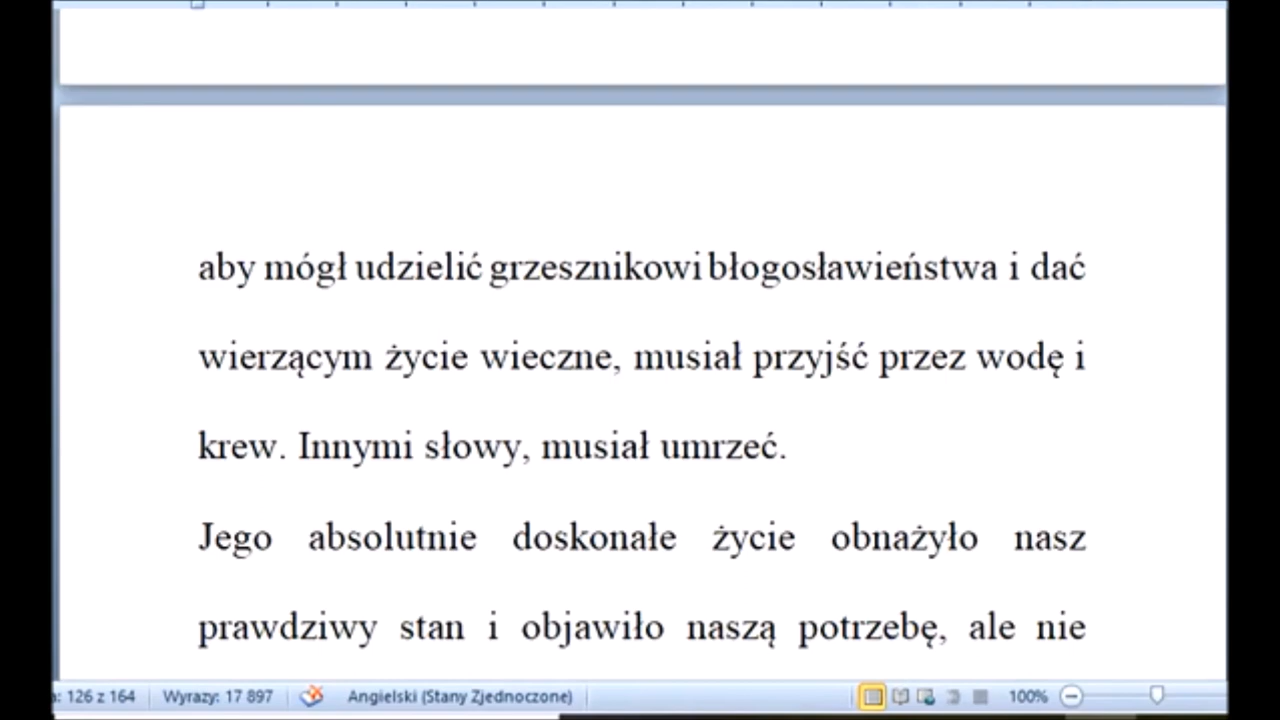 aby mógł udzielić grzesznikowi błogosławieństwa i dać
wierzącym życie wieczne, musiał przyjść przez wodę i
krew. Innymi słowy, musiał umrzeć.
Jego absolutnie doskonałe życie obnażyło nasz
prawdziwy stan i objawiło naszą potrzebę, ale nie
: 126 z 164 Wyrazy: 17 897 Angielski (Stany Zjednoczone) 100%